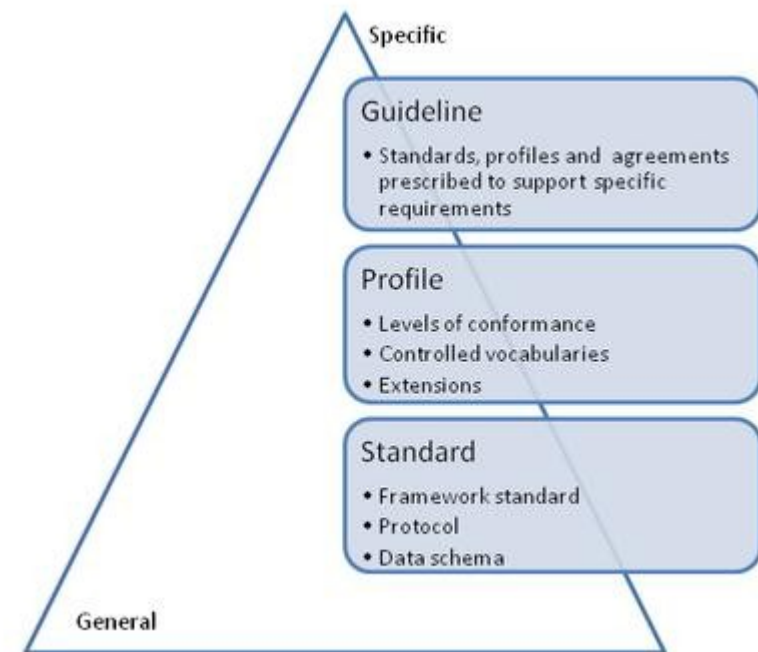 Specific
Guideline
• Standards, profiles and agreements
prescribed to support specific
requirements
Profile
• Levels of conformance
• Controlled vocabularies
• Extensions
Standard
• Framework standard
• Protocol
• Data schema
General